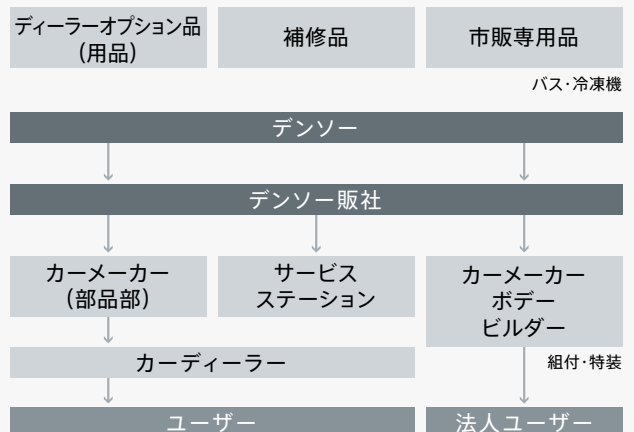 ディーラーオプション品
(用品)
補修品
市販専用品
バス・冷凍機
デンソー
デンソー販社
カーメーカー
(部品部)
サービス
ステーション
カーメーカー
ボデー
ビルダー
カーディーラー
組付・特装
ユーザー
法人ユーザー